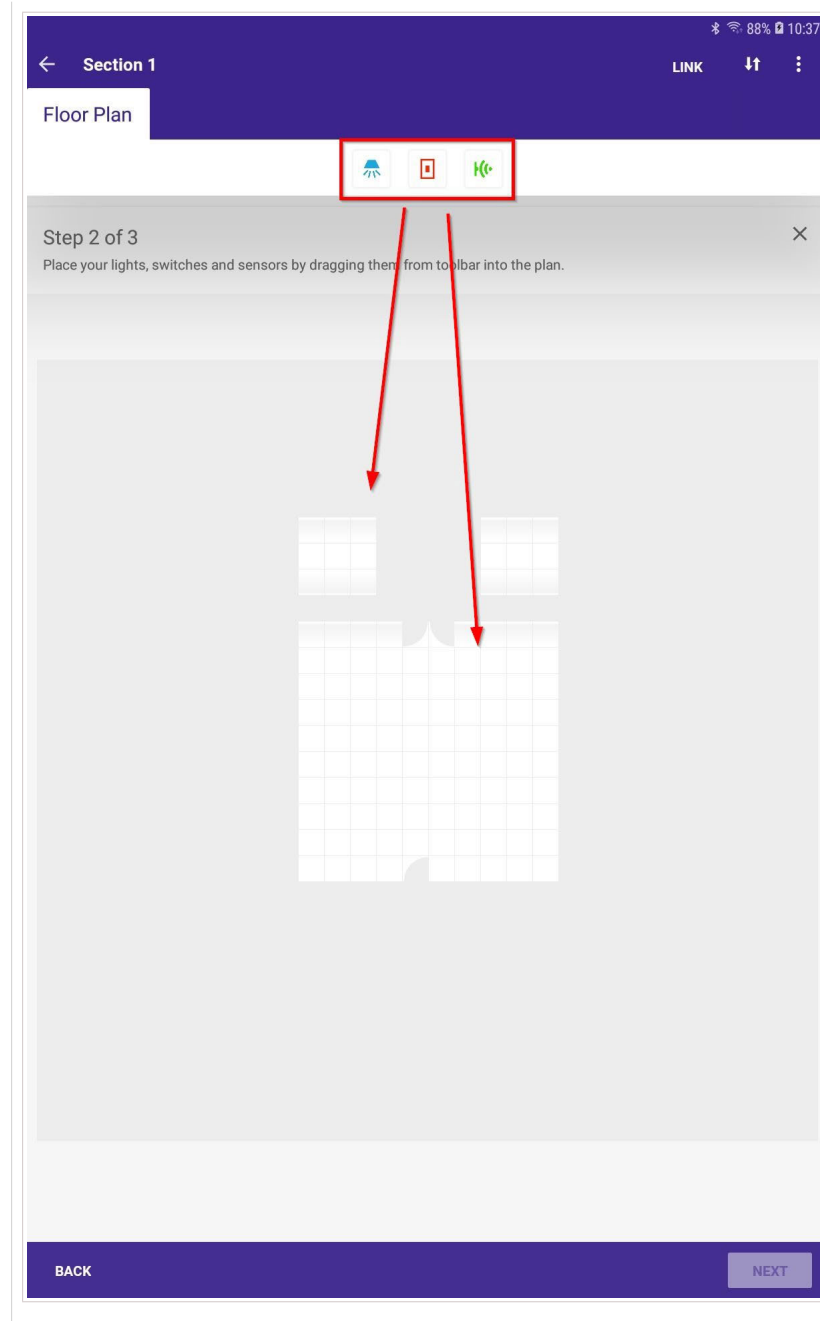 88% 10:37
Section 1 LINK
Floor Plan
Step 2 of 3
Place your lights, switches and sensors by dragging them from toolbar into the plan.
BACK NEXT